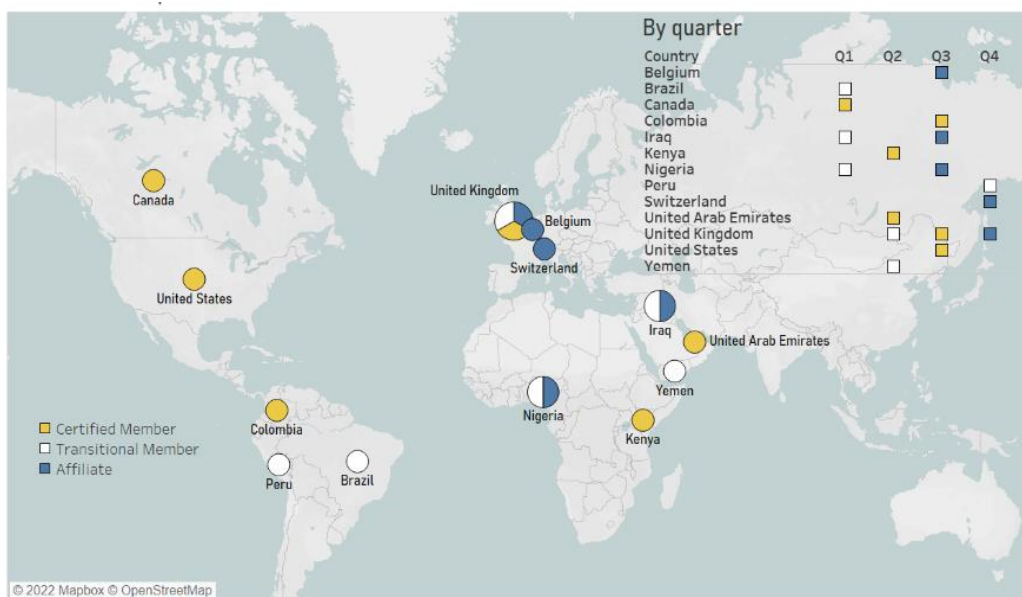 By quarter
Country Q1 Q2 Q3 Q4
Belgium
Brazil
Canada
Colombia
Iraq
Kenya
Nigeria
Peru
Switzerland
United Arab Emirates
United Kingdom
United States
Yemen
Canada
United Kingdom
Belgium
Switzerland
United States
Iraq
United Arab Emirates
Yemen
Nigeria
Kenya
Colombia
Peru
Brazil
Certified Member
Transitional Member
Affiliate
© 2022 Mapbox © OpenStreetMap